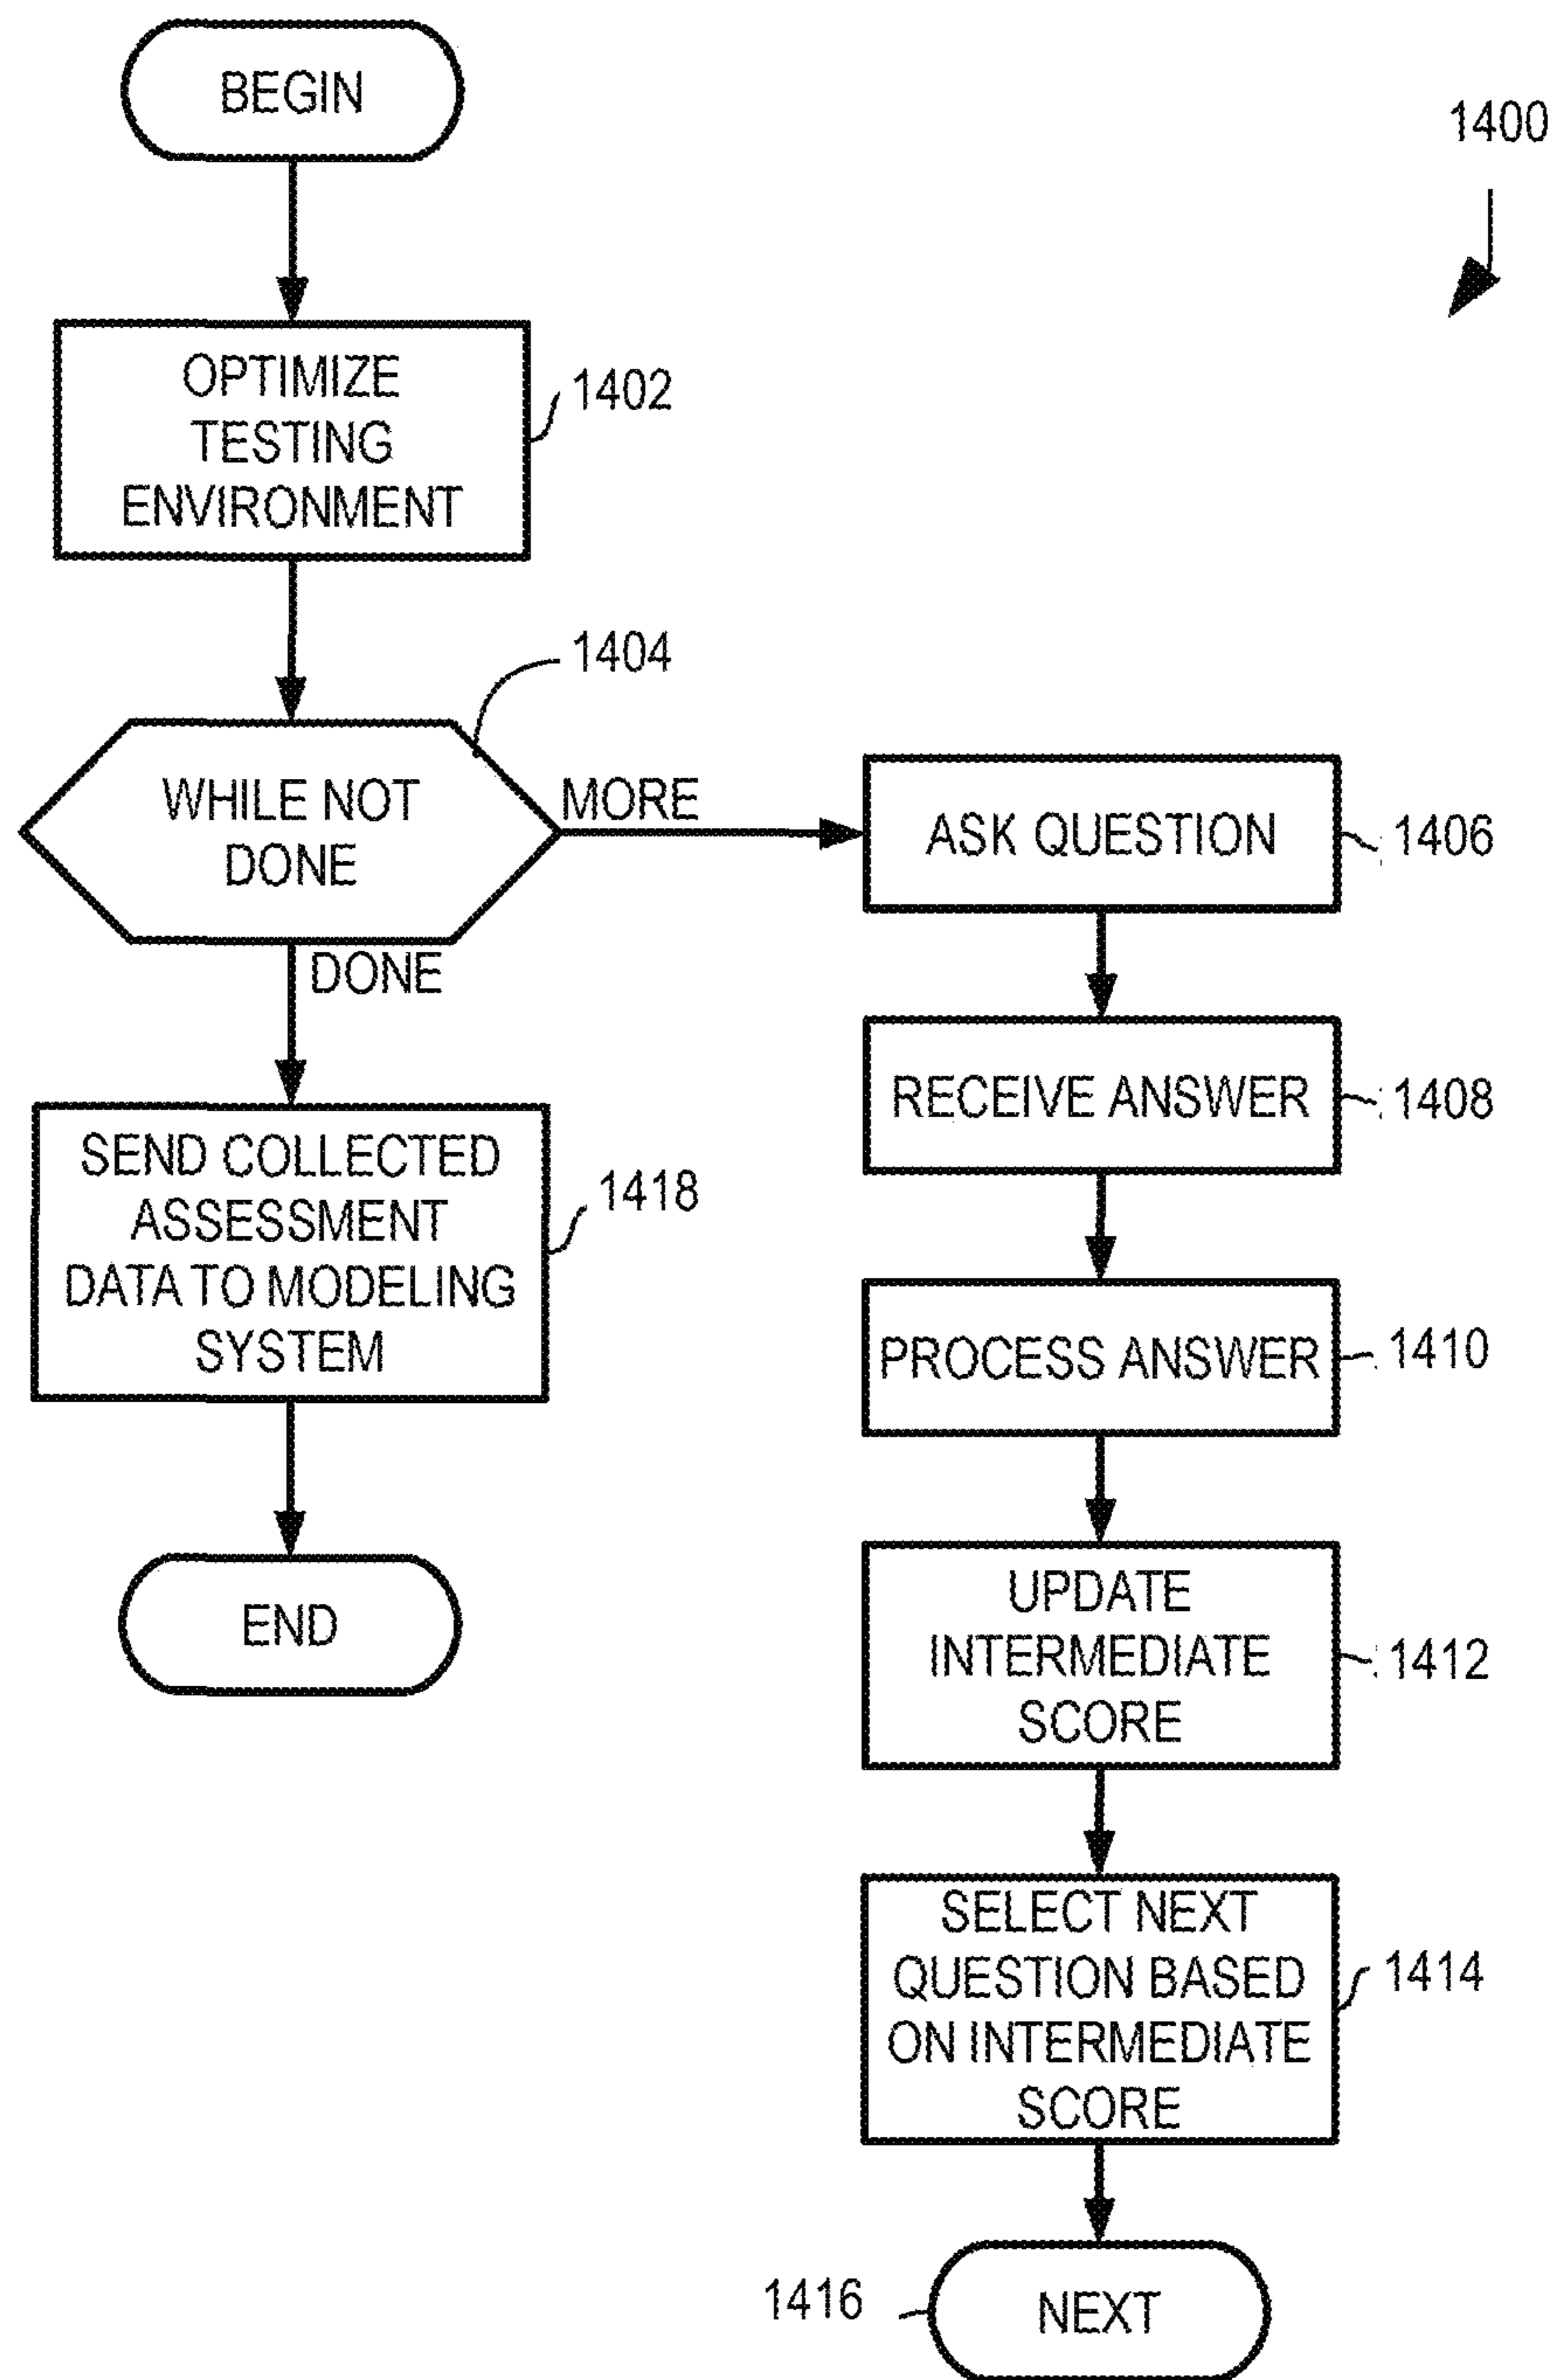 BEGIN
1400
OPTIMIZE
TESTING
ENVIRONMENT
1402
1404
WHILE NOT
DONE
MORE
DONE
ASK QUESTION
1406
RECEIVE ANSWER
1408
SEND COLLECTED
ASSESSMENT
DATA TO MODELING
SYSTEM
1418
PROCESS ANSWER
1410
END
UPDATE
INTERMEDIATE
SCORE
1412
SELECT NEXT
QUESTION BASED
ON INTERMEDIATE
SCORE
1414
1416
NEXT